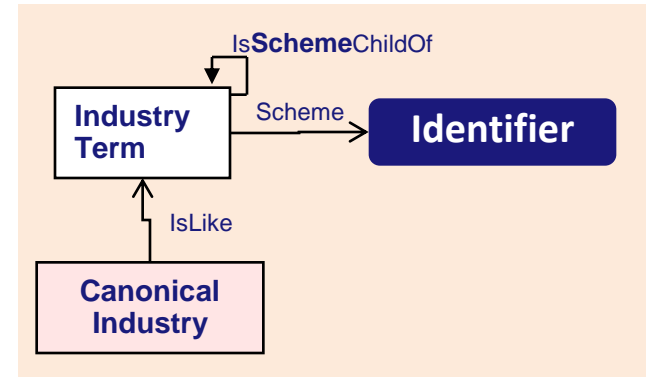 IsSchemeChildOf
Industry
Term
Scheme
Identifier
IsLike
Canonical
Industry